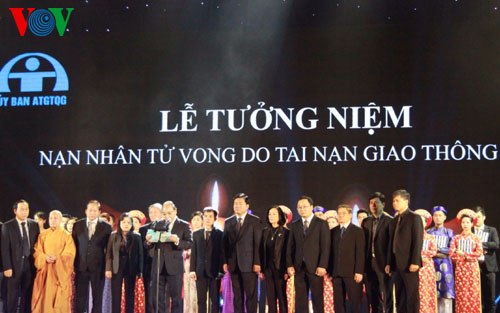 VOV
ỦY BAN ATGTQG
LỄ TƯỞNG NIỆM
NẠN NHÂN TỬ VONG DO TAI NẠN GIAO THÔNG